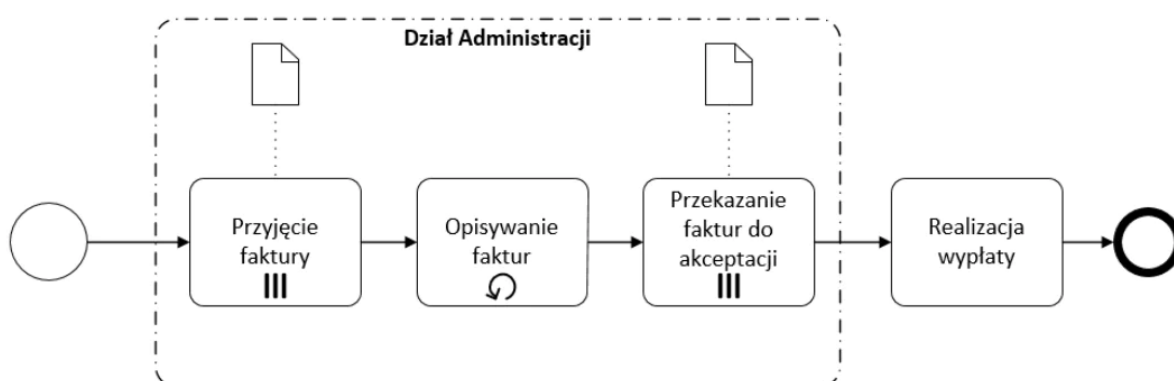 Dział Administracji
Przyjęcie
faktury
Opisywanie
faktur
Przekazanie
faktur do
akceptacji
Realizacja
wypłaty